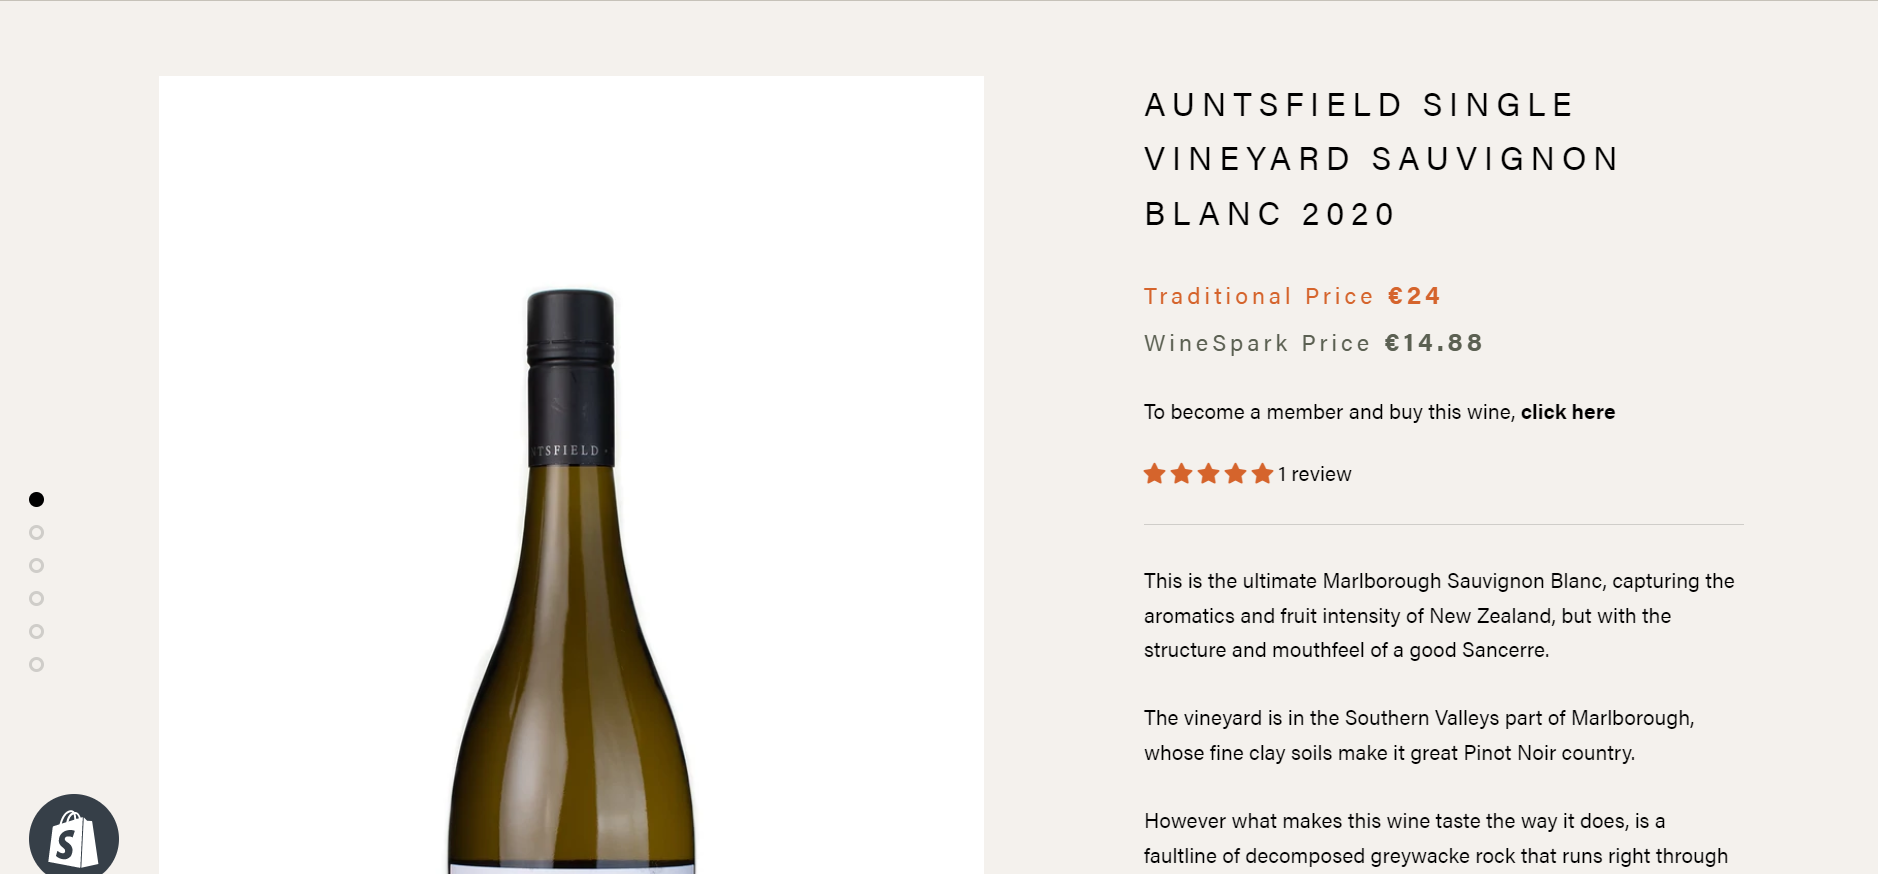 AUNTSFIELD SINGLE
VINEYARD SAUVIGNON
BLANC 2020
Traditional Price €24
WineSpark Price €14.88
To become a member and buy this wine, click here
1 review
This is the ultimate Marlborough Sauvignon Blanc, capturing the
aromatics and fruit intensity of New Zealand, but with the
structure and mouthfeel of a good Sancerre.
The vineyard is in the Southern Valleys part of Marlborough,
whose fine clay soils make it great Pinot Noir country.
However what makes this wine taste the way it does, is a
faultline of decomposed greywacke rock that runs right through
NTSFIELD
S